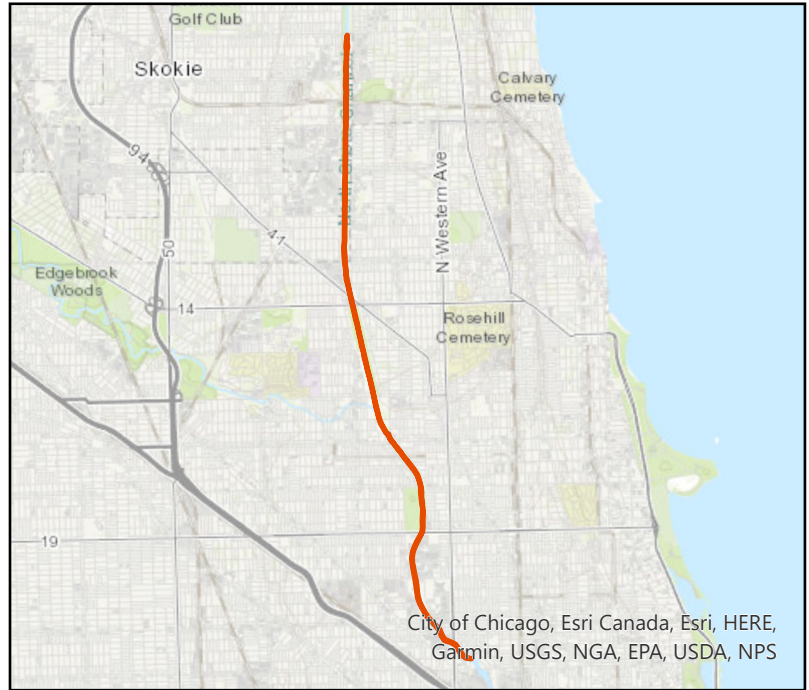 Golf Club
Skokie
Calvary
Cemetery
94
N Western Ave
41
50
Edgebrook
Woods
14
Rosehill
Cemetery
19
City of Chicago, Esri Canada, Esri, HERE,
Garmin, USGS, NGA, EPA, USDA, NPS